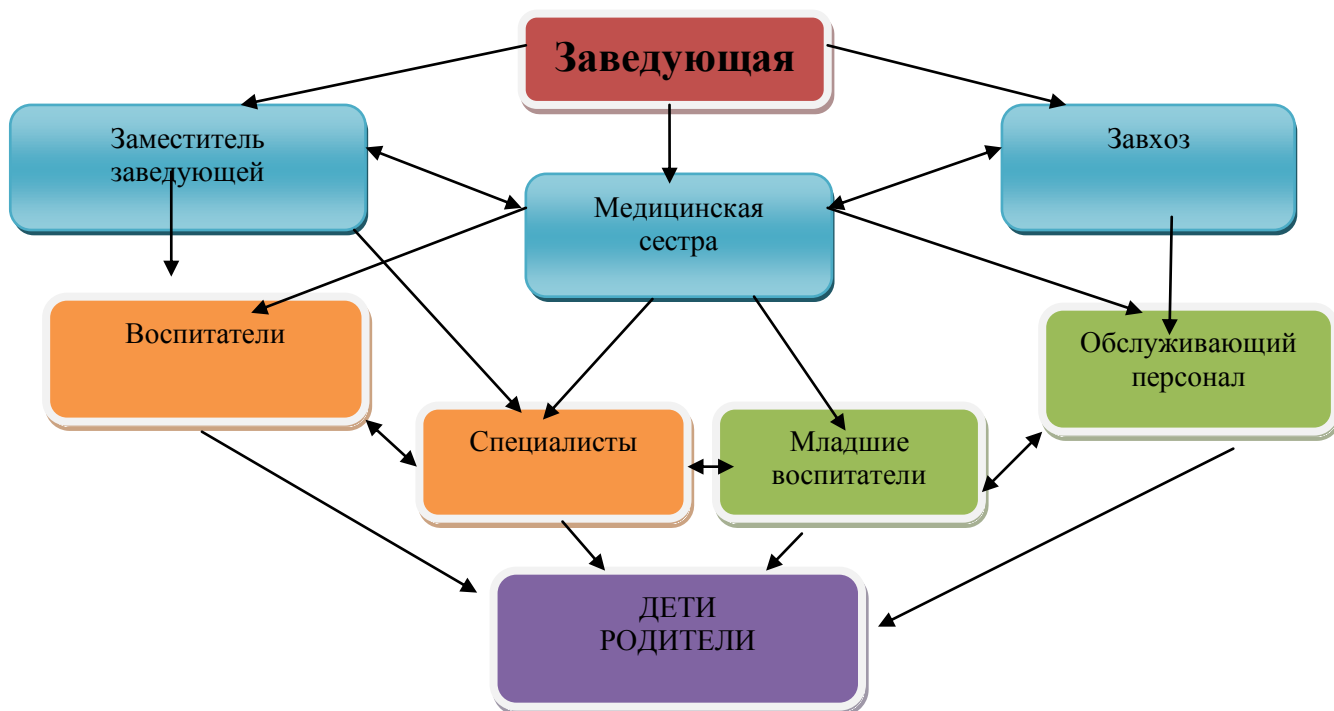 Заведующая
Заместитель
заведующей
Завхоз
Медицинская
сестра
Воспитатели
Обслуживающий
персонал
Специалисты
Младшие
воспитатели
ДЕТИ
РОДИТЕЛИ